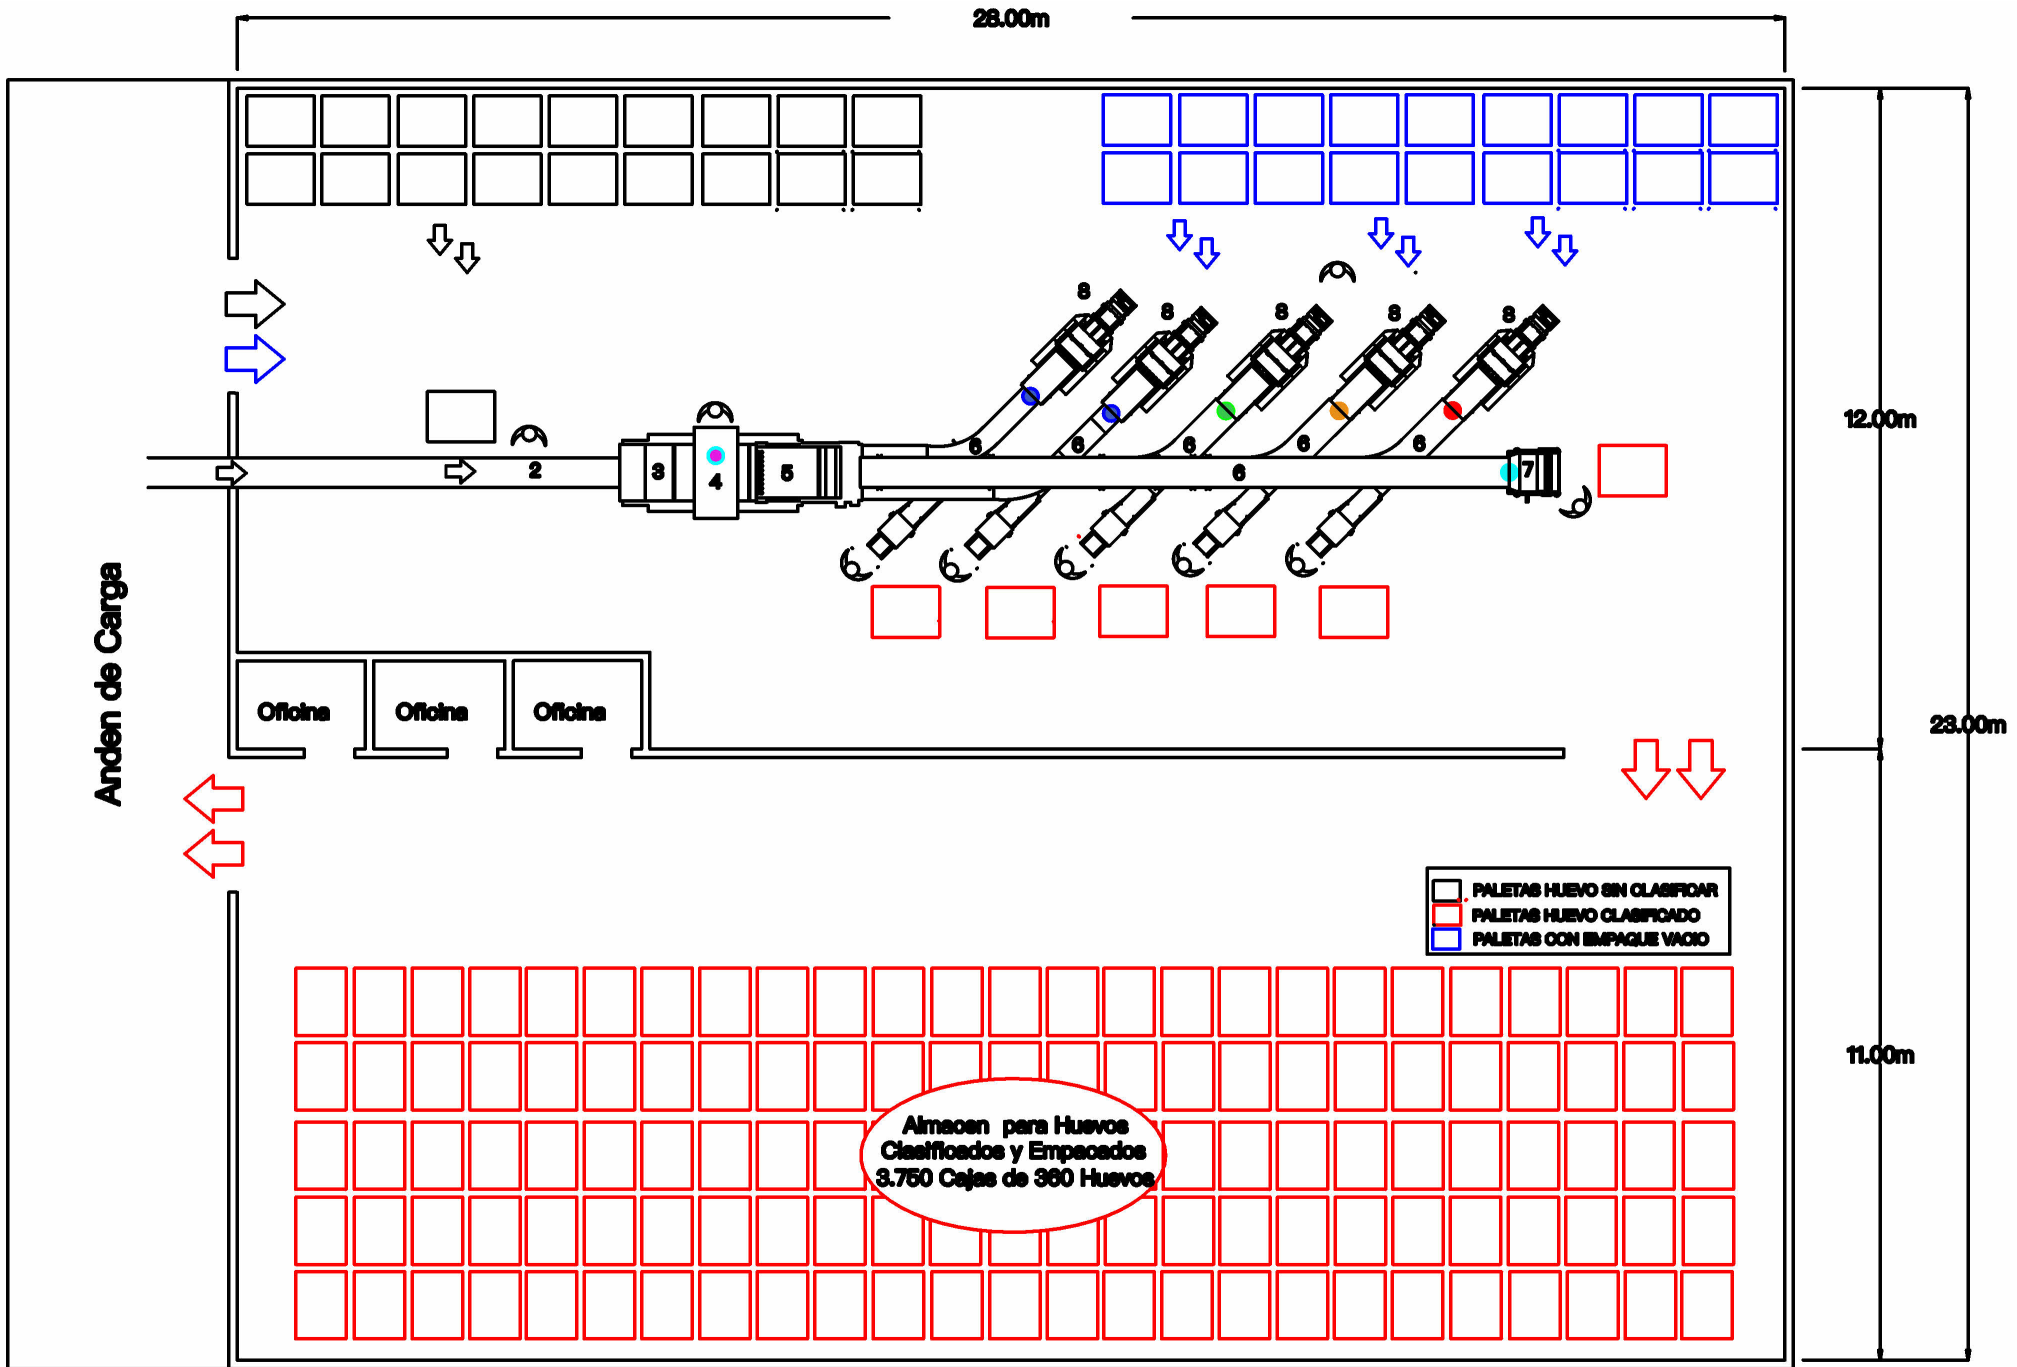 28.00m
8
8
8
8
8
12.00m
6
6
6
6
6
2
3
4
5
6
7
Anden de Carga
Oficina
Oficina
Oficina
23.00m
PALETAS HUEVO SIN CLASIFICAR
PALETAS HUEVO CLASIFICADO
PALETAS CON EMPAQUE VACIO
11.00m
Almacen para Huevos
Clasificados y Empacados
3.750 Cajas de 360 Huevos